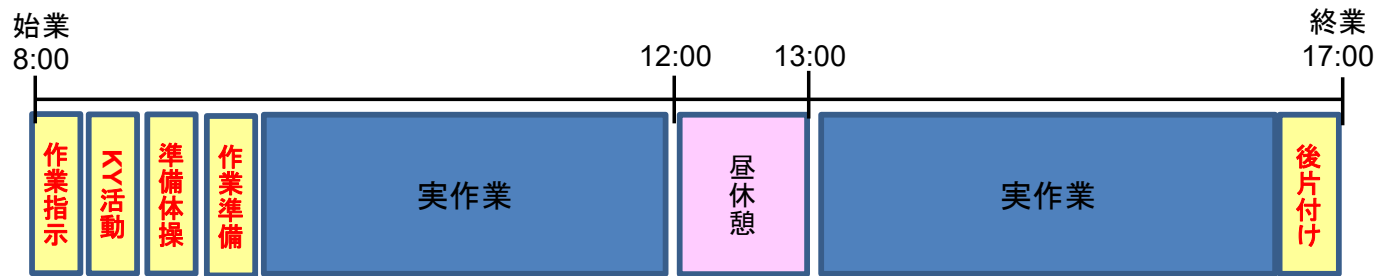 始業
8:00
12:00
13:00
終業
17:00
作業指示
KY活動
準備体操
作業準備
実作業
昼休憩
実作業
後片付け